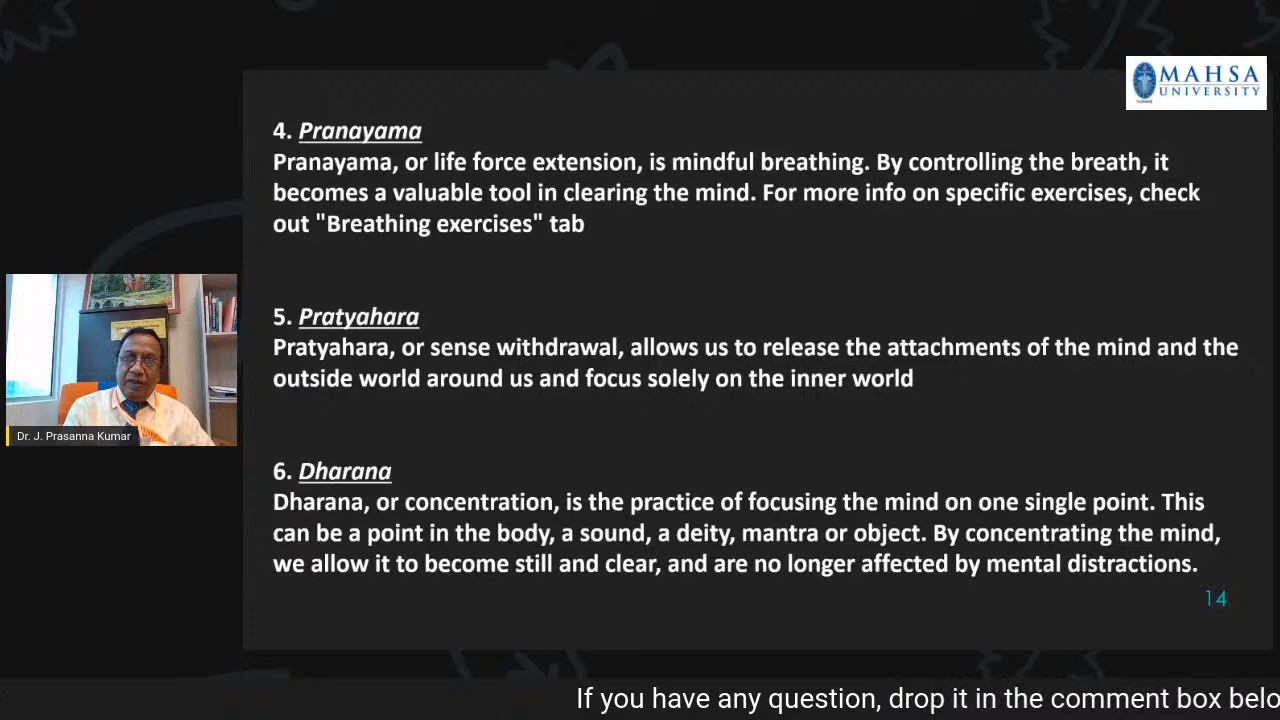 MAHSA
UNIVERSITY
4. Pranayama
Pranayama, or life force extension, is mindful breathing. By controlling the breath, it
becomes a valuable tool in clearing the mind. For more info on specific exercises, check
out "Breathing exercises" tab
5. Pratyahara
Pratyahara, or sense withdrawal, allows us to release the attachments of the mind and the
outside world around us and focus solely on the inner world
Dr. J. Prasanna Kumar
6. Dharana
Dharana, or concentration, is the practice of focusing the mind on one single point. This
can be a point in the body, a sound, a deity, mantra or object. By concentrating the mind,
we allow it to become still and clear, and are no longer affected by mental distractions.
14
If you have any question, drop it in the comment box belo